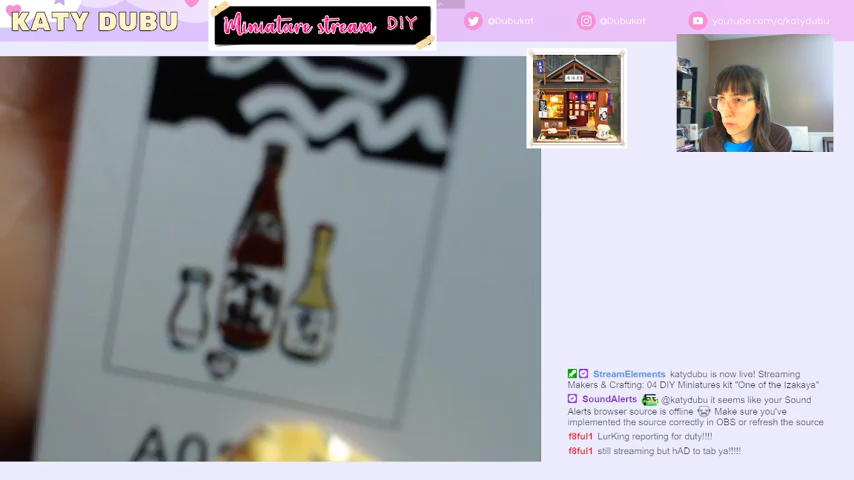 KATY DUBU
Miniature stream DIY
@Dubukat
@Dubukat
youtube.com/c/katydubu
StreamElements katydubu is now live! Streaming
Makers & Crafting: 04 DIY Miniatures kit "One of the Izakaya"
SoundAlerts @katydubu it seems like your Sound
Alerts browser source is offline Make sure you've
implemented the source correctly in OBS or refresh the source
f8ful1 LurKing reporting for duty!!!!
f8ful1 still streaming but hAD to tab ya!!!!!